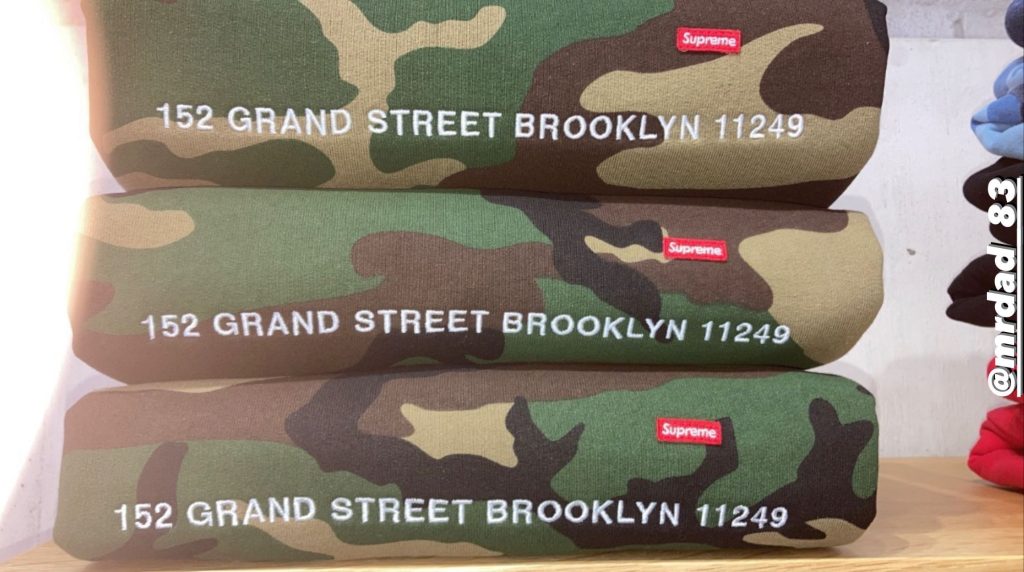 Supreme
152 GRAND STREET BROOKLYN 11249
Supreme
152 GRAND STREET BROOKLYN 11249
Supreme
152 GRAND STREET BROOKLYN 11249
@mrdad_83